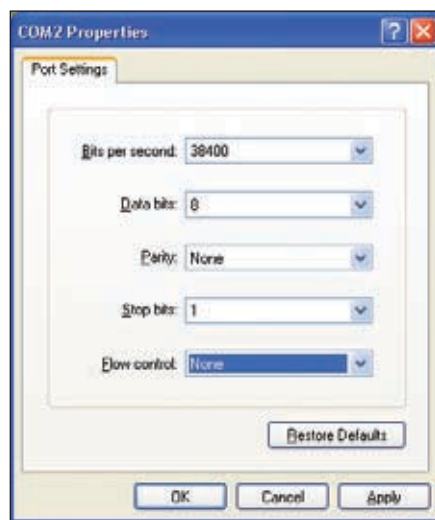 COM2 Properties
?
X
Port Settings
Bits per second: 38400
Data bits: 8
Parity: None
Stop bits: 1
Flow control: None
Restore Defaults
OK
Cancel
Apply